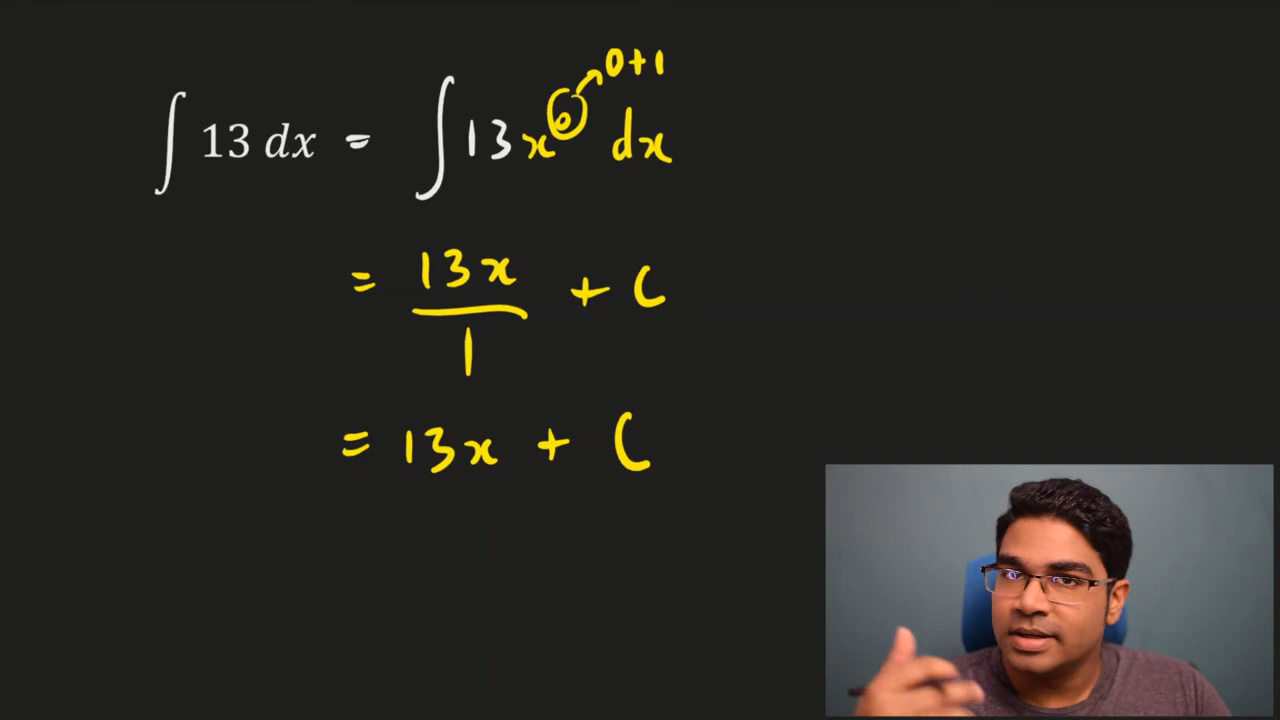 ∫ 13 dx = ∫ 13x⁰ dx → 0+1
= 13x/1 + C
= 13x + C